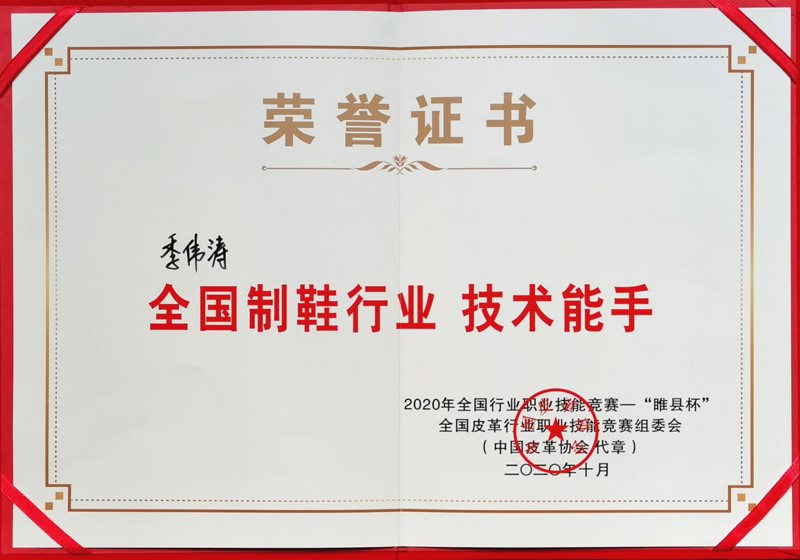 荣誉证书
季伟涛
全国制鞋行业 技术能手
2020年全国行业职业技能竞赛—“睢县杯”
全国皮革行业职业技能竞赛组委会
（中国皮革协会代章）
二〇二〇年十月